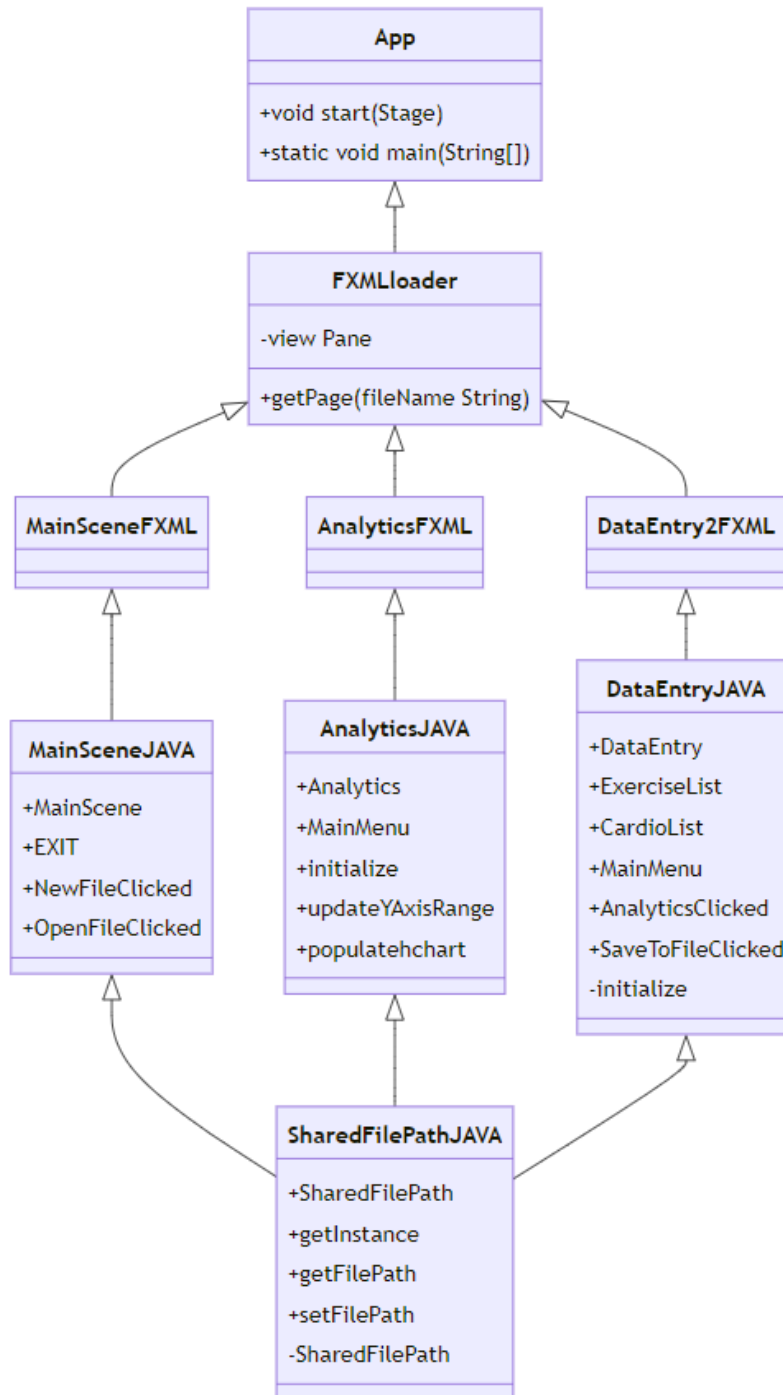 App
+void start(Stage)
+static void main(String[])
FXMLloader
-view Pane
+getPage(fileName String)
MainSceneFXML
AnalyticsFXML
DataEntry2FXML
MainSceneJAVA
+MainScene
+EXIT
+NewFileClicked
+OpenFileClicked
AnalyticsJAVA
+Analytics
+MainMenu
+initialize
+updateYAxisRange
+populatehchart
DataEntryJAVA
+DataEntry
+ExerciseList
+CardioList
+MainMenu
+AnalyticsClicked
+SaveToFileClicked
-initialize
SharedFilePathJAVA
+SharedFilePath
+getInstance
+getFilePath
+setFilePath
-SharedFilePath